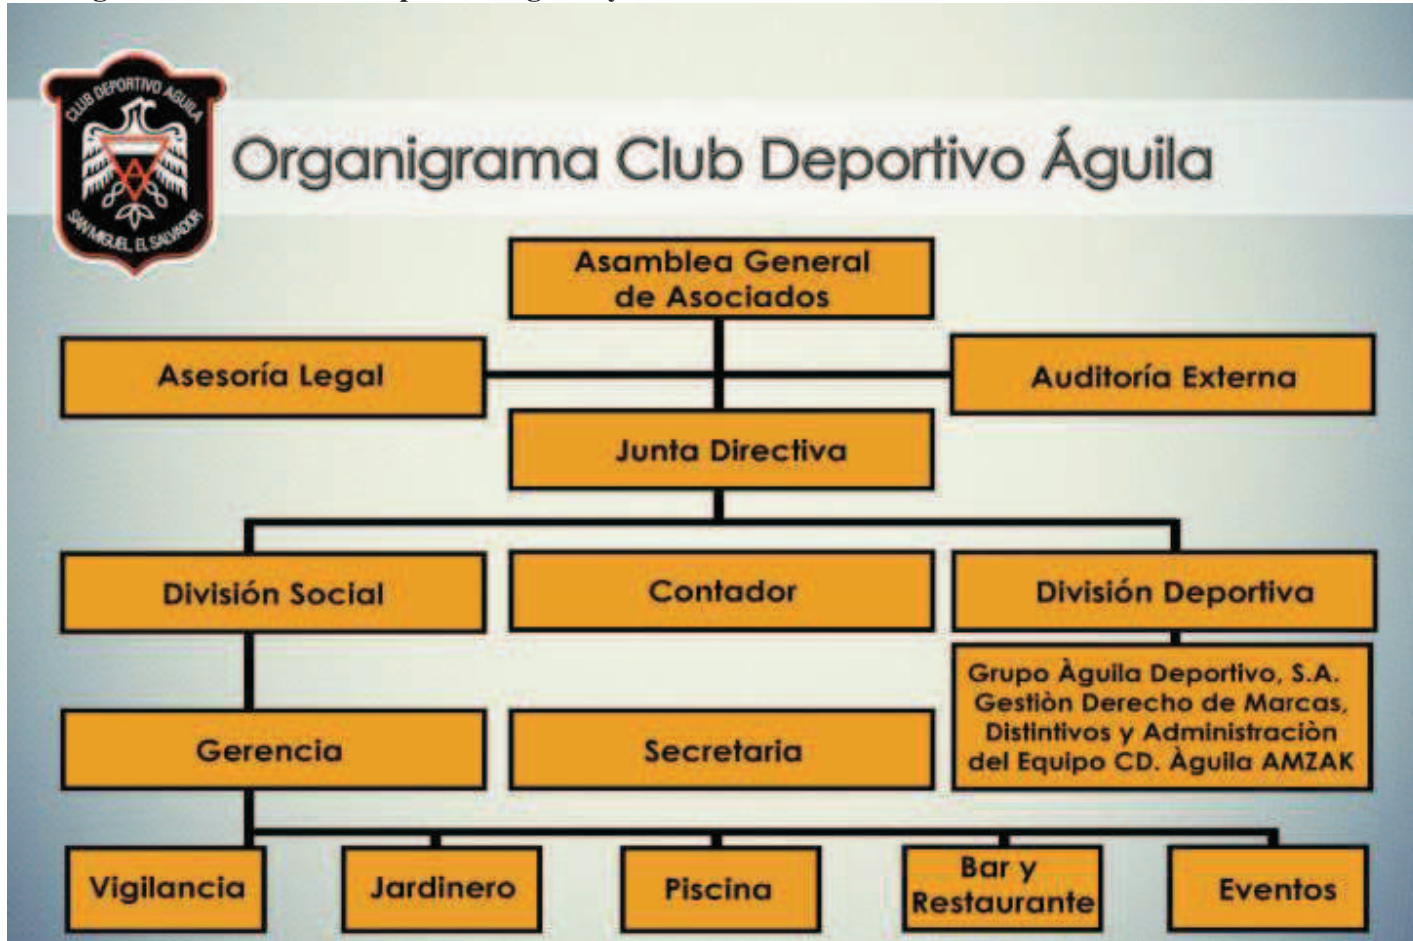 CLUB DEPORTIVO AGUILA
SAN MIGUEL, EL SALVADOR
Organigrama Club Deportivo Águila
Asamblea General
de Asociados
Asesoría Legal
Auditoría Externa
Junta Directiva
División Social
Contador
División Deportiva
Grupo Àguila Deportivo, S.A.
Gestiòn Derecho de Marcas,
Distintivos y Administraciòn
del Equipo CD. Àguila AMZAK
Gerencia
Secretaria
Vigilancia
Jardinero
Piscina
Bar y
Restaurante
Eventos